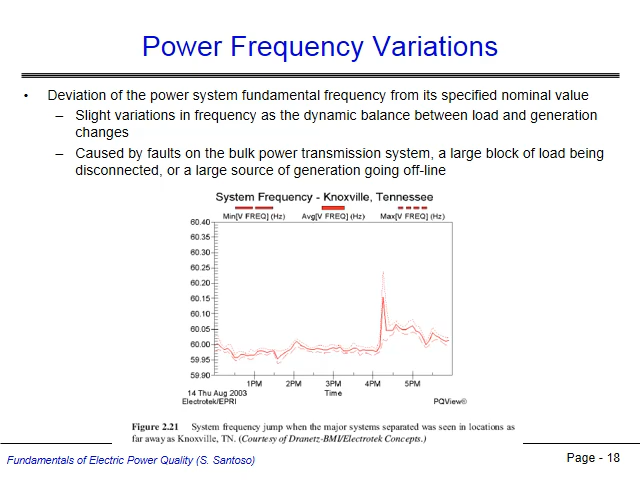 Power Frequency Variations
• Deviation of the power system fundamental frequency from its specified nominal value
– Slight variations in frequency as the dynamic balance between load and generation
changes
– Caused by faults on the bulk power transmission system, a large block of load being
disconnected, or a large source of generation going off-line
System Frequency - Knoxville, Tennessee
Min[V FREQ] (Hz) Avg[V FREQ] (Hz) Max[V FREQ] (Hz)
60.40
60.35
60.30
60.25
60.20
60.15
60.10
60.05
60.00
59.95
59.90
1PM 2PM 3PM 4PM 5PM
14 Thu Aug 2003 Time
Electrotek/EPRI PQView®
Figure 2.21 System frequency jump when the major systems separated was seen in locations as
far away as Knoxville, TN. (Courtesy of Dranetz-BMI/Electrotek Concepts.)
Fundamentals of Electric Power Quality (S. Santoso) Page - 18